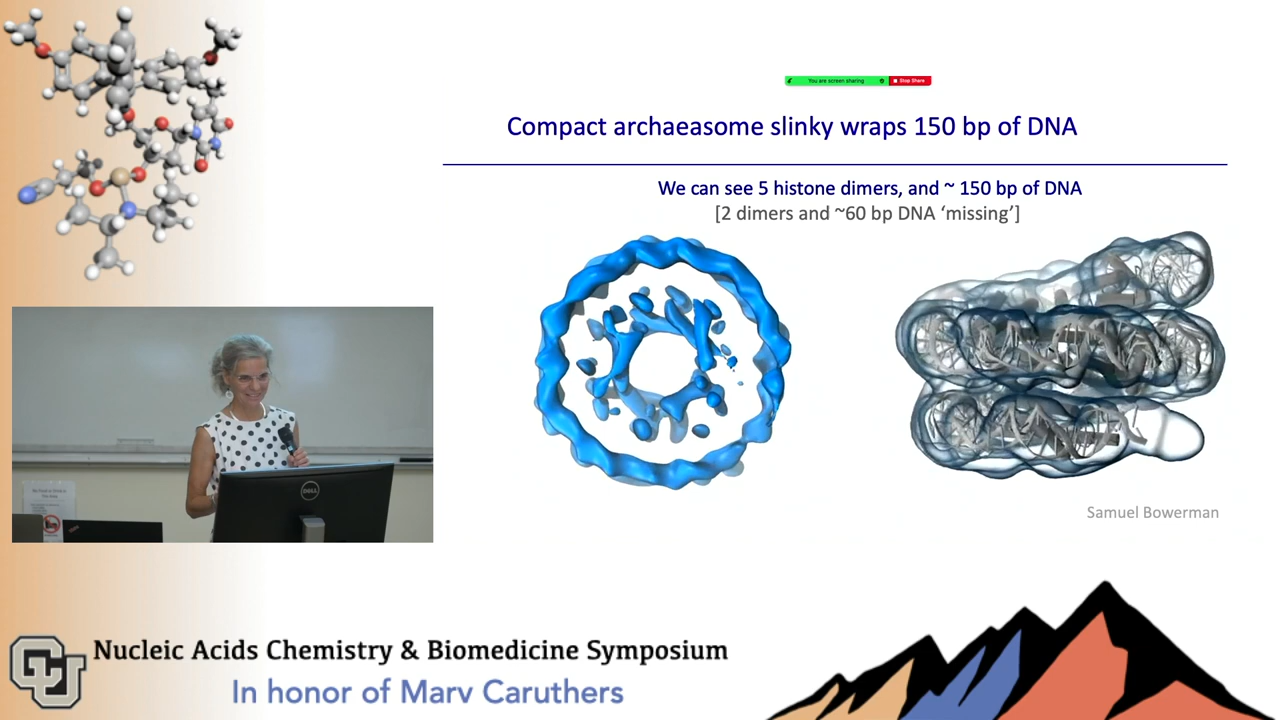 You are screen sharing
Stop Share
Compact archaeasome slinky wraps 150 bp of DNA
We can see 5 histone dimers, and ~ 150 bp of DNA
[2 dimers and ~60 bp DNA ‘missing’]
Samuel Bowerman
DELL
CU
Nucleic Acids Chemistry & Biomedicine Symposium
In honor of Marv Caruthers